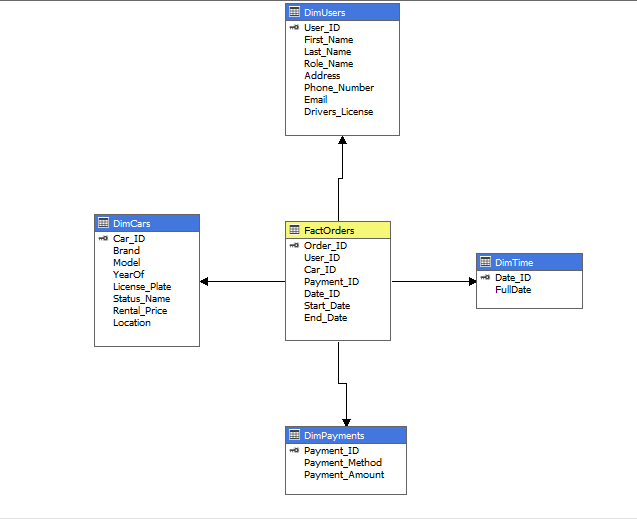 DimUsers
User_ID
First_Name
Last_Name
Role_Name
Address
Phone_Number
Email
Drivers_License
DimCars
Car_ID
Brand
Model
YearOf
License_Plate
Status_Name
Rental_Price
Location
FactOrders
Order_ID
User_ID
Car_ID
Payment_ID
Date_ID
Start_Date
End_Date
DimTime
Date_ID
FullDate
DimPayments
Payment_ID
Payment_Method
Payment_Amount